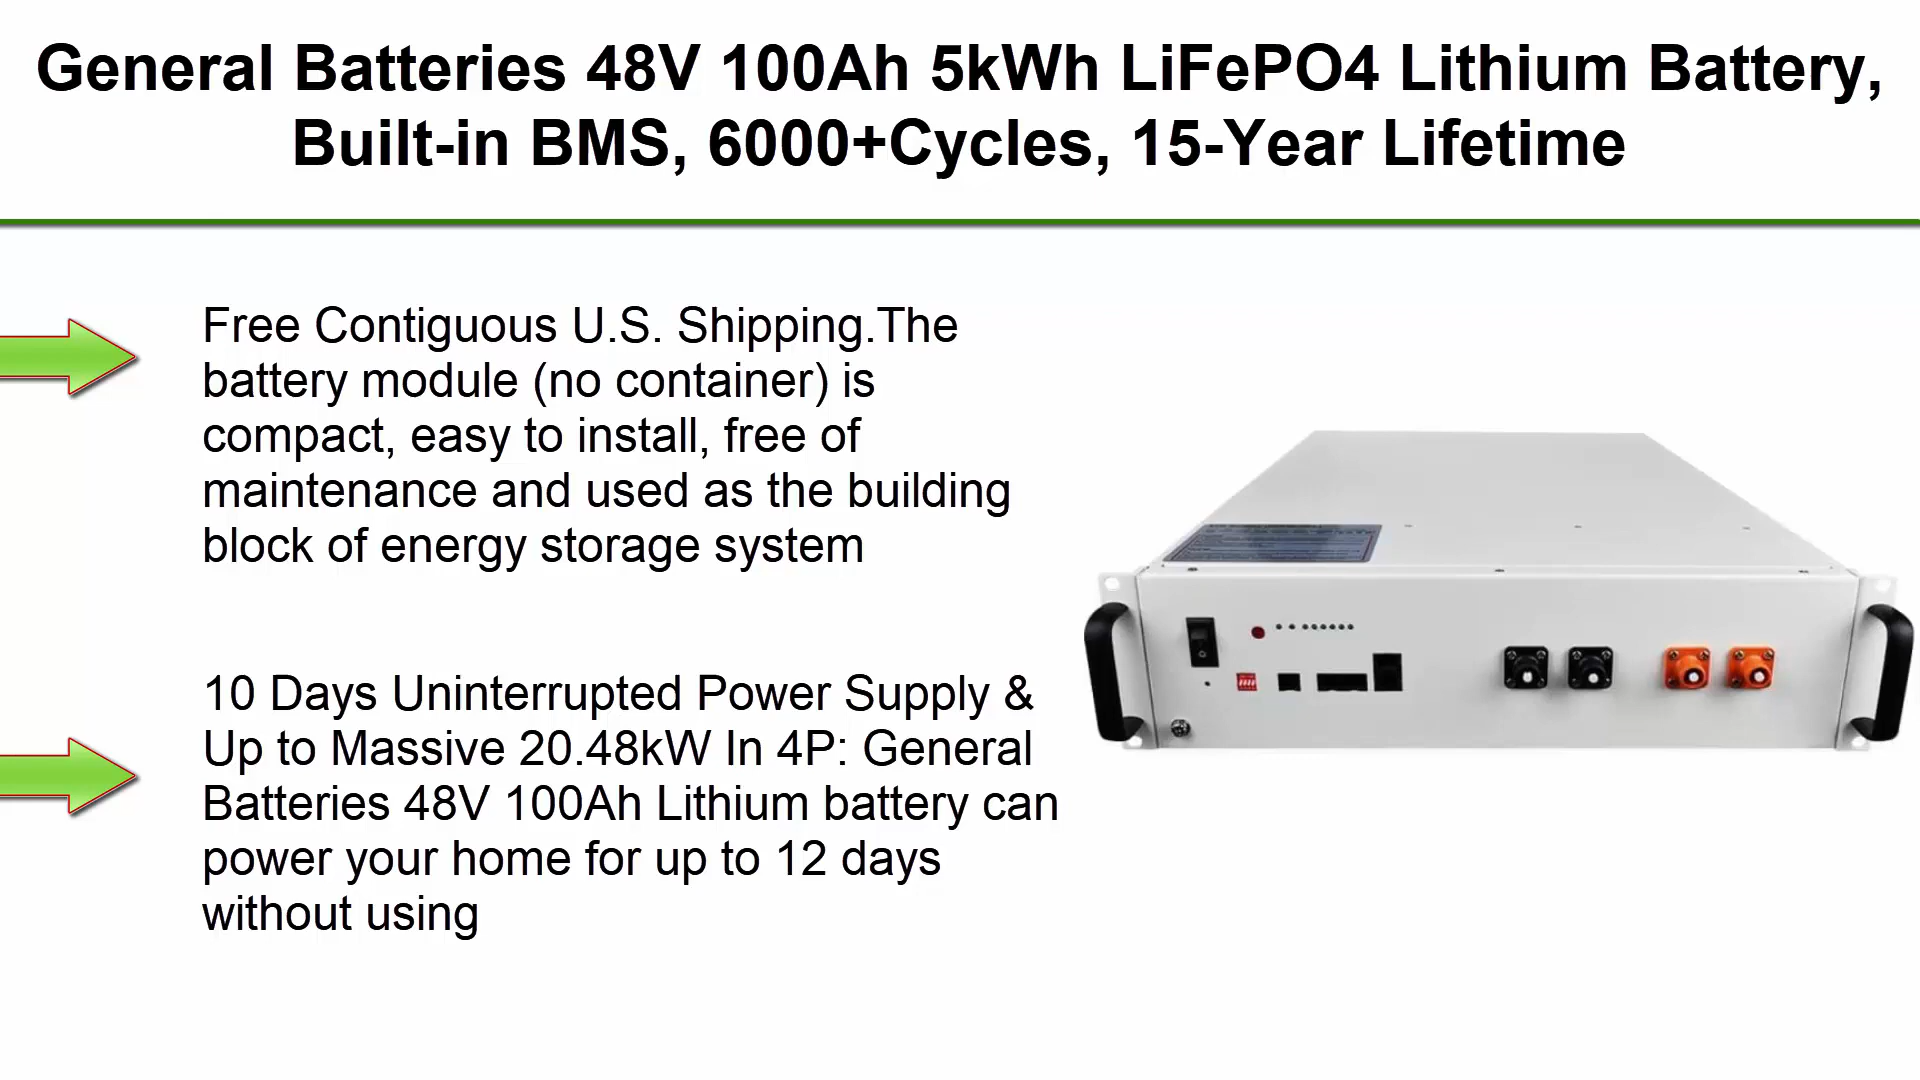 General Batteries 48V 100Ah 5kWh LiFePO4 Lithium Battery,
Built-in BMS, 6000+Cycles, 15-Year Lifetime
Free Contiguous U.S. Shipping.The
battery module (no container) is
compact, easy to install, free of
maintenance and used as the building
block of energy storage system
10 Days Uninterrupted Power Supply &
Up to Massive 20.48kW In 4P: General
Batteries 48V 100Ah Lithium battery can
power your home for up to 12 days
without using